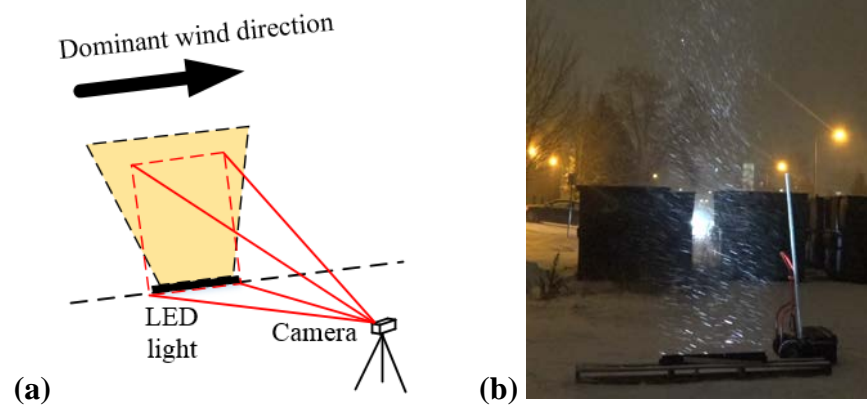 Dominant wind direction
LED
light
Camera
(a)
(b)